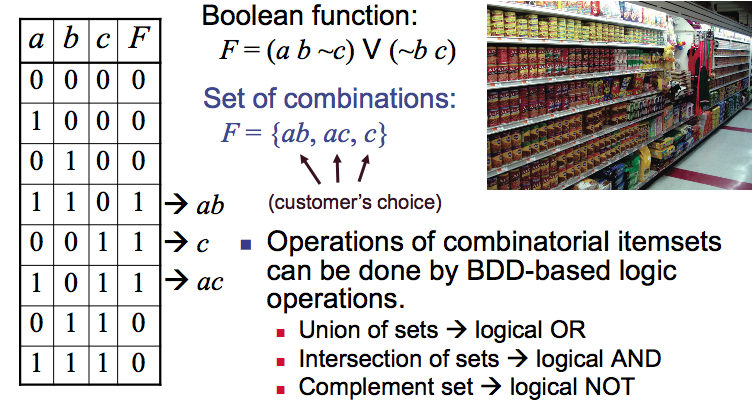 a b c F
0 0 0 0
1 0 0 0
0 1 0 0
1 1 0 1 → ab
0 0 1 1 → c
1 0 1 1 → ac
0 1 1 0
1 1 1 0
Boolean function:
F = (a b ~c) V (~b c)
Set of combinations:
F = {ab, ac, c}
(customer's choice)
▪ Operations of combinatorial itemsets
can be done by BDD-based logic
operations.
▪ Union of sets → logical OR
▪ Intersection of sets → logical AND
▪ Complement set → logical NOT